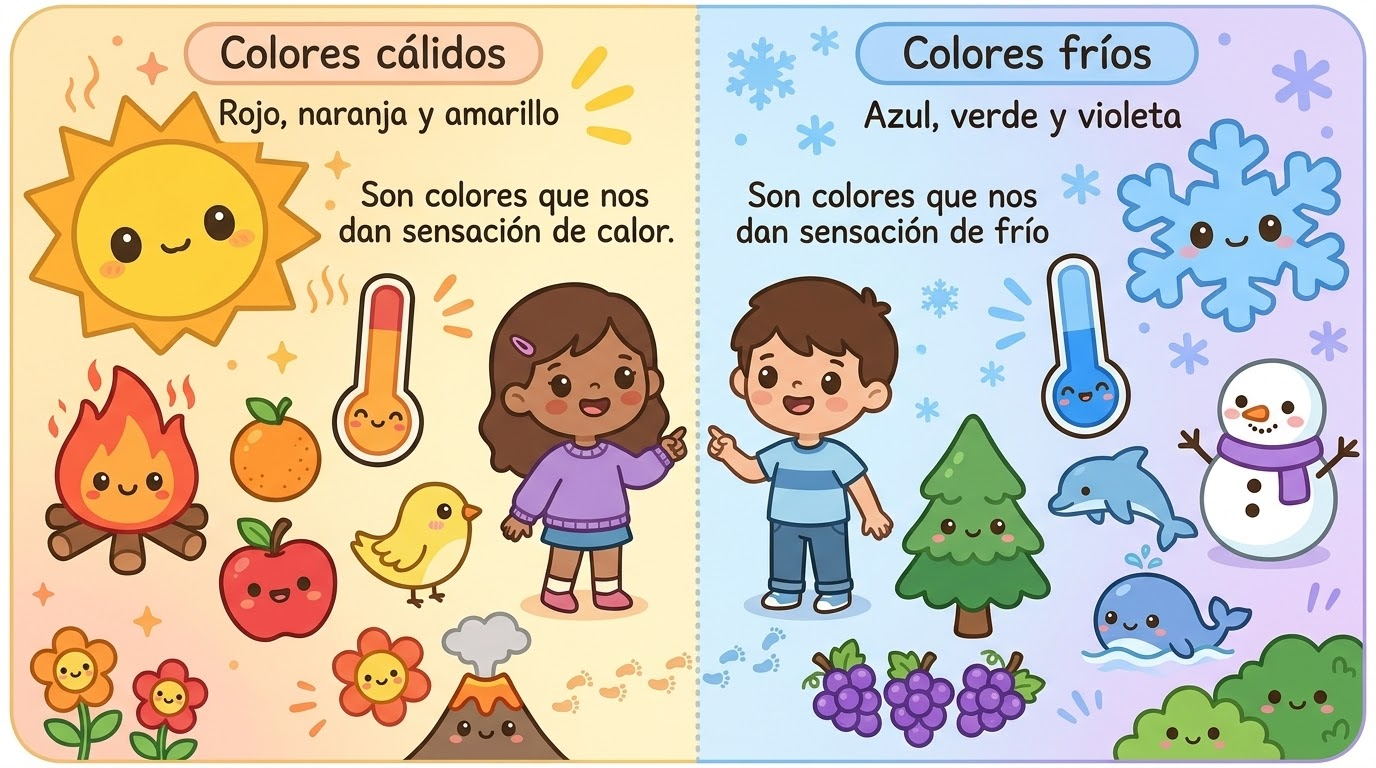 Colores cálidos
Rojo, naranja y amarillo
Son colores que nos
dan sensación de calor.
Colores fríos
Azul, verde y violeta
Son colores que nos
dan sensación de frío